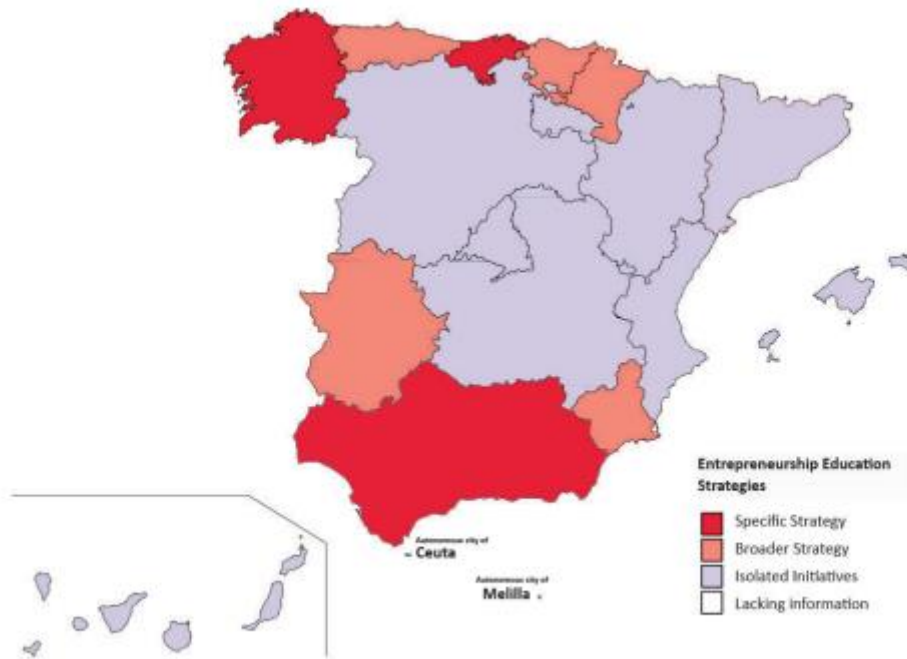 Entrepreneurship Education
Strategies
Specific Strategy
Broader Strategy
Isolated Initiatives
Lacking information
Autonomous city of
Ceuta
Autonomous city of
Melilla